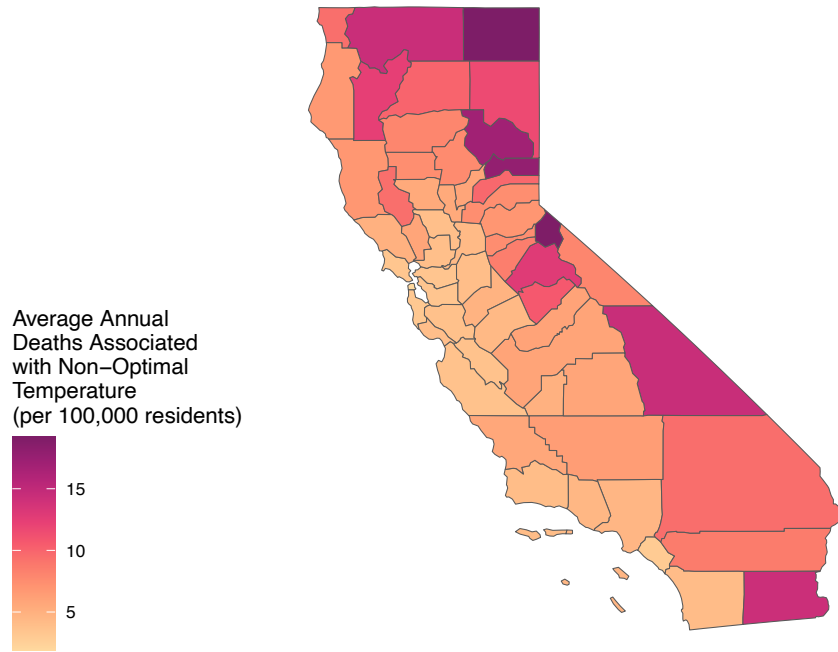 Average Annual
Deaths Associated
with Non−Optimal
Temperature
(per 100,000 residents)
15
10
5